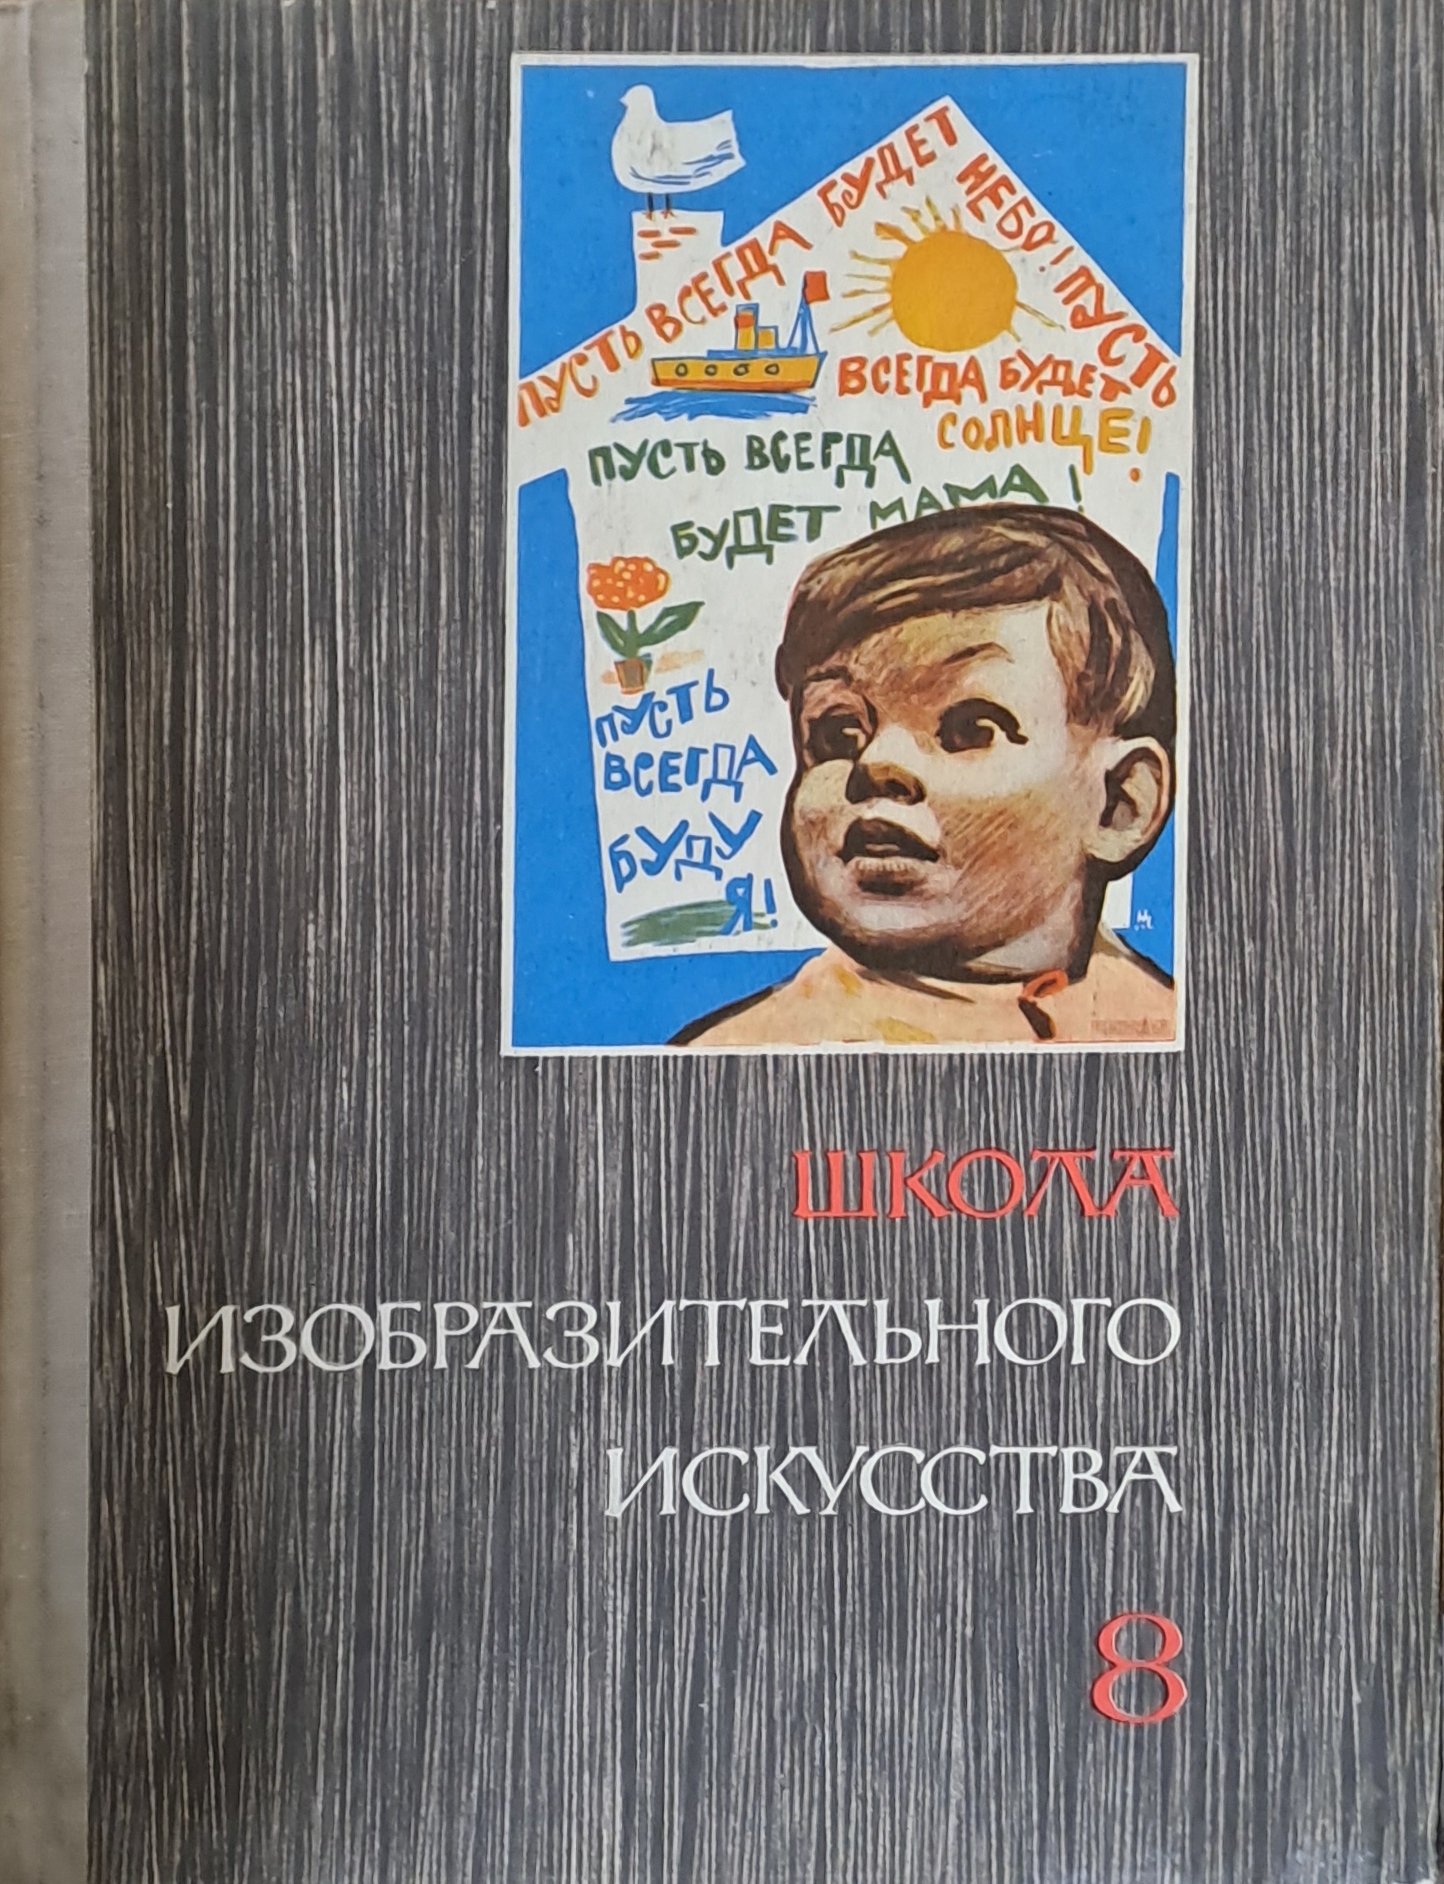 ПУСТЬ ВСЕГДА БУДЕТ НЕБО! ПУСТЬ
ВСЕГДА БУДЕТ
СОЛНЦЕ!
ПУСТЬ ВСЕГДА
БУДЕТ МАМА!
ПУСТЬ
ВСЕГДА
БУДУ
Я!
ШКОЛА
ИЗОБРАЗИТЕЛЬНОГО
ИСКУССТВА
8